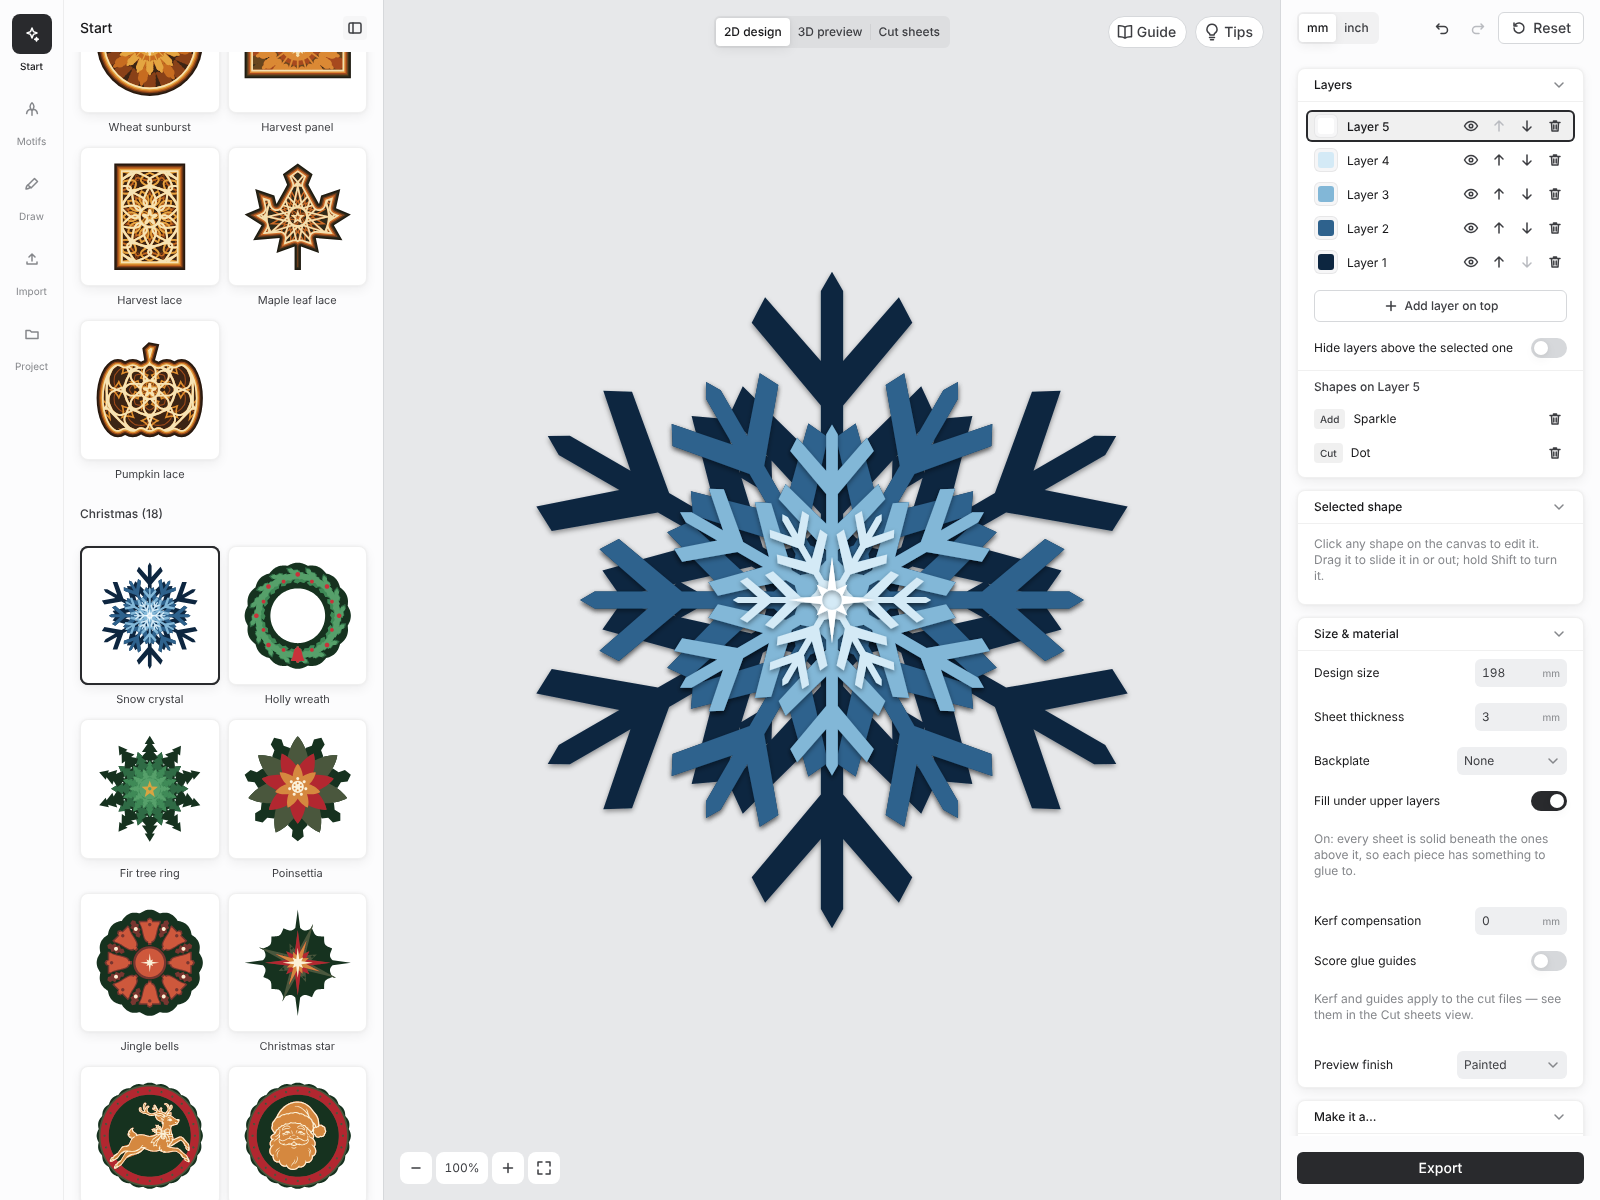 Start
Motifs
Draw
Import
Project
Start
Wheat sunburst
Harvest panel
Harvest lace
Maple leaf lace
Pumpkin lace
Christmas (18)
Snow crystal
Holly wreath
Fir tree ring
Poinsettia
Jingle bells
Christmas star
2D design
3D preview
Cut sheets
Guide
Tips
100%
mm
inch
Reset
Layers
Layer 5
Layer 4
Layer 3
Layer 2
Layer 1
Add layer on top
Hide layers above the selected one
Shapes on Layer 5
Add Sparkle
Cut Dot
Selected shape
Click any shape on the canvas to edit it.
Drag it to slide it in or out; hold Shift to turn
it.
Size & material
Design size 198 mm
Sheet thickness 3 mm
Backplate None
Fill under upper layers
On: every sheet is solid beneath the ones
above it, so each piece has something to
glue to.
Kerf compensation 0 mm
Score glue guides
Kerf and guides apply to the cut files — see
them in the Cut sheets view.
Preview finish Painted
Make it a...
Export